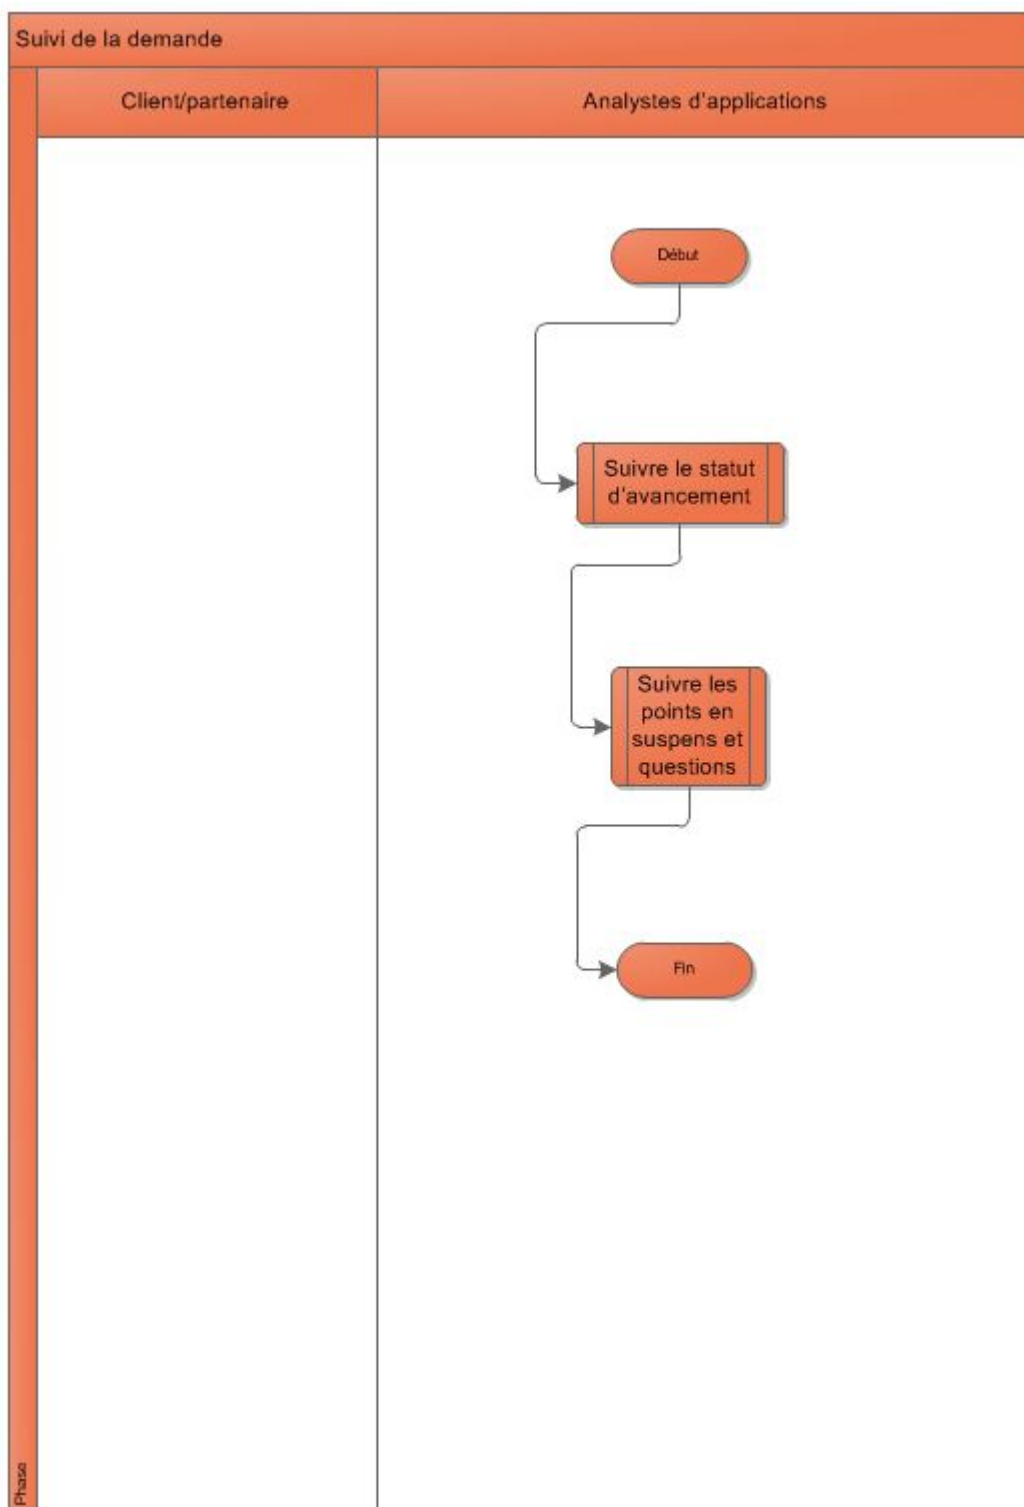 Suivi de la demande
Client/partenaire
Analystes d'applications
Début
Suivre le statut
d'avancement
Suivre les
points en
suspens et
questions
Fin
Phase